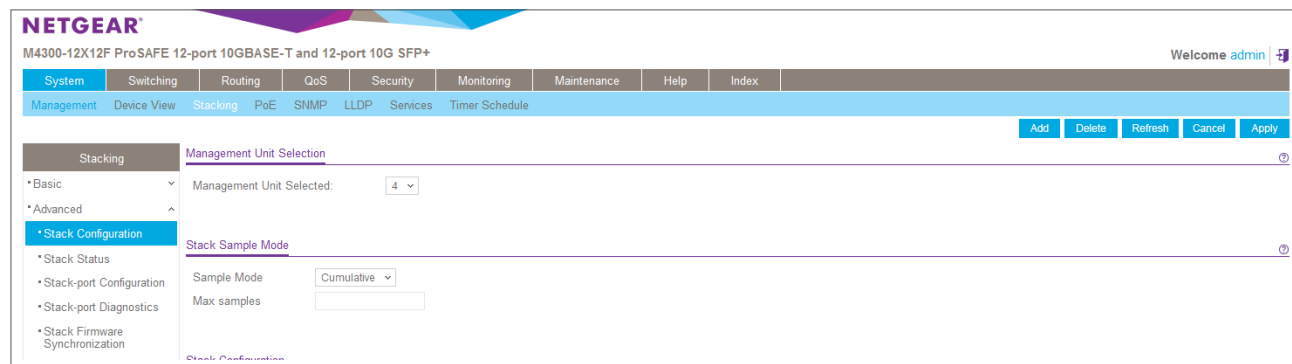 NETGEAR®
M4300-12X12F ProSAFE 12-port 10GBASE-T and 12-port 10G SFP+
Welcome admin
System Switching Routing QoS Security Monitoring Maintenance Help Index
Management Device View Stacking PoE SNMP LLDP Services Timer Schedule
Add Delete Refresh Cancel Apply
Stacking
Basic
Advanced
Stack Configuration
Stack Status
Stack-port Configuration
Stack-port Diagnostics
Stack Firmware
Synchronization
Management Unit Selection
Management Unit Selected: 4
Stack Sample Mode
Sample Mode Cumulative
Max samples
Stack Configuration